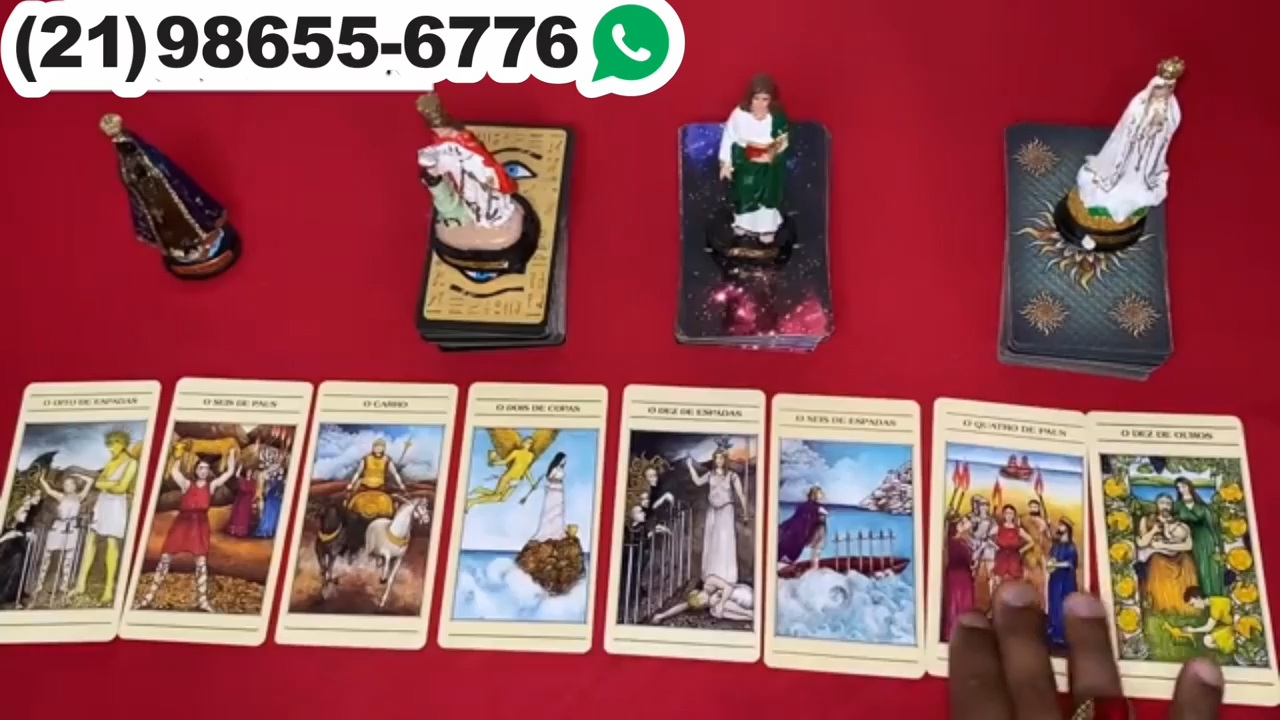 (21) 98655-6776
O OITO DE ESPADAS
O SEIS DE PAUS
O CARRO
O DOIS DE COPAS
O DEZ DE ESPADAS
O SEIS DE ESPADAS
O QUATRO DE PAUS
O DEZ DE OUROS